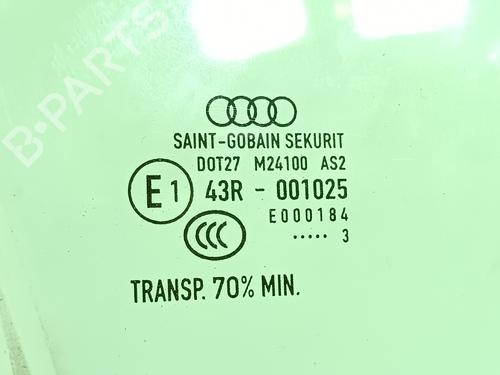 B-PARTS
SAINT-GOBAIN SEKURIT
DOT27 M24100 AS2
E1 43R - 001025
E000184
CCC ..... 3
TRANSP. 70% MIN.